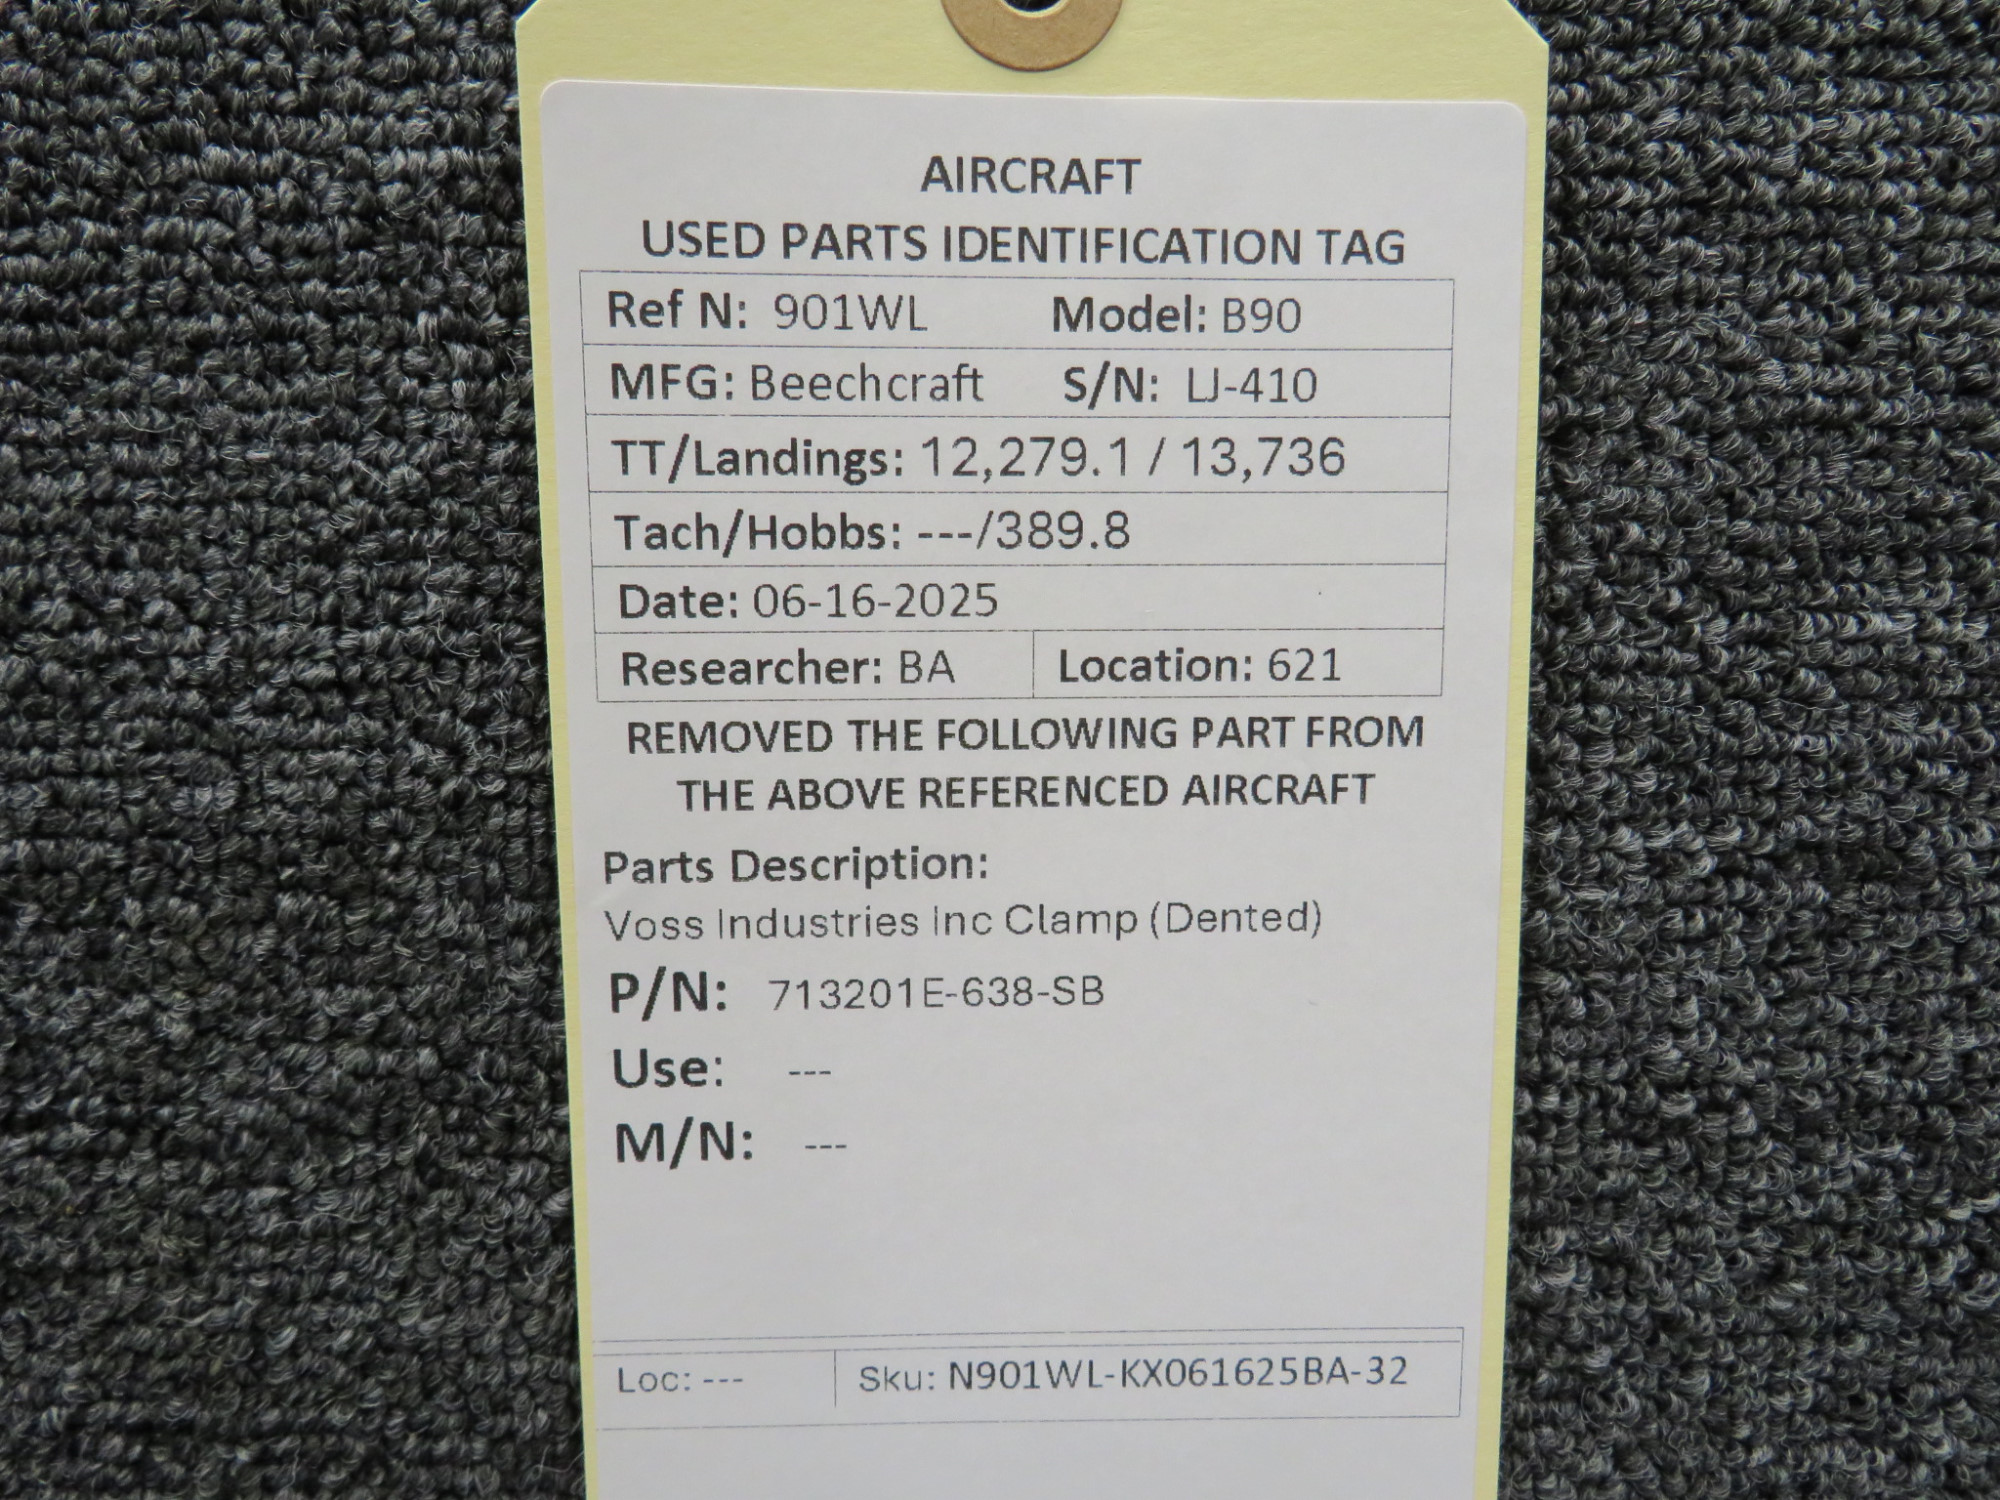 AIRCRAFT
USED PARTS IDENTIFICATION TAG
Ref N: 901WL Model: B90
MFG: Beechcraft S/N: LJ-410
TT/Landings: 12,279.1 / 13,736
Tach/Hobbs: ---/389.8
Date: 06-16-2025
Researcher: BA Location: 621
REMOVED THE FOLLOWING PART FROM
THE ABOVE REFERENCED AIRCRAFT
Parts Description:
Voss Industries Inc Clamp (Dented)
P/N: 713201E-638-SB
Use: ---
M/N: ---
Loc: --- Sku: N901WL-KX061625BA-32